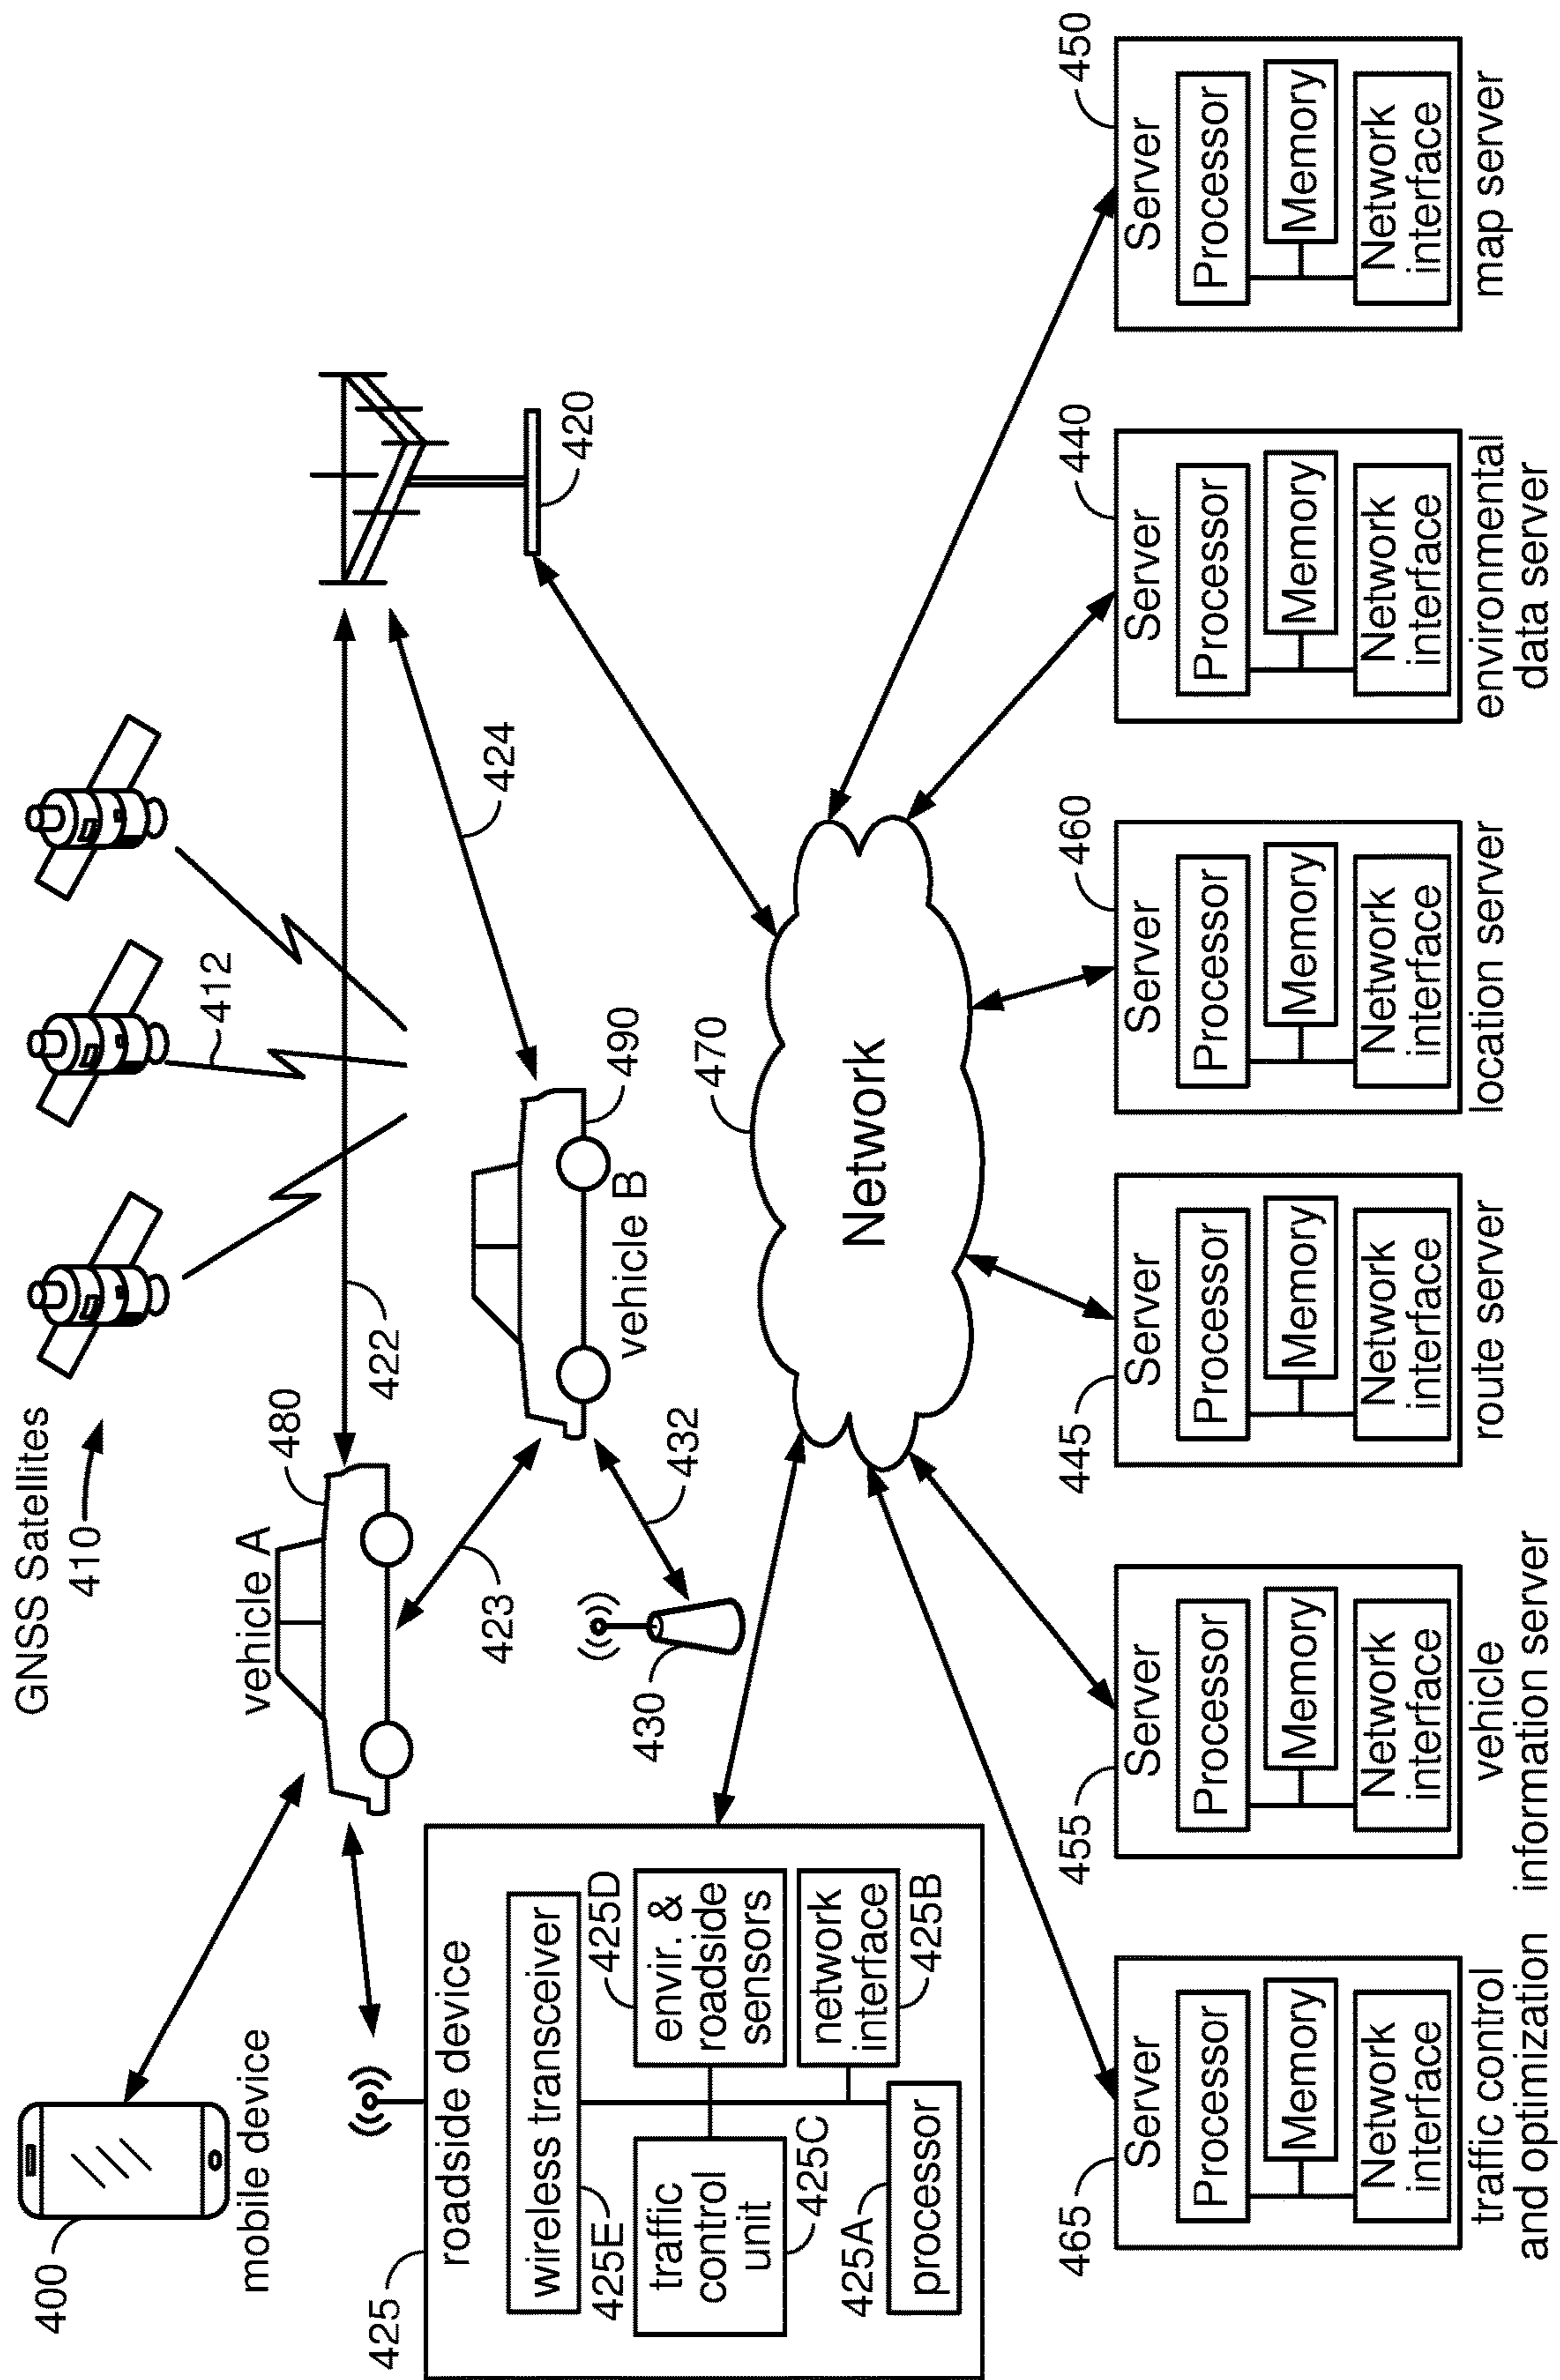 GNSS Satellites
410
412
400
mobile device
vehicle A
480
422
424
420
423
490
vehicle B
432
430
425
roadside device
wireless transceiver
425E
425D
traffic
control
unit
425C
envir. &
roadside
sensors
425A
processor
network
interface
425B
470
Network
465
Server
Processor
Memory
Network
interface
traffic control
and optimization
455
Server
Processor
Memory
Network
interface
vehicle
information server
445
Server
Processor
Memory
Network
interface
route server
460
Server
Processor
Memory
Network
interface
location server
440
Server
Processor
Memory
Network
interface
environmental
data server
450
Server
Processor
Memory
Network
interface
map server